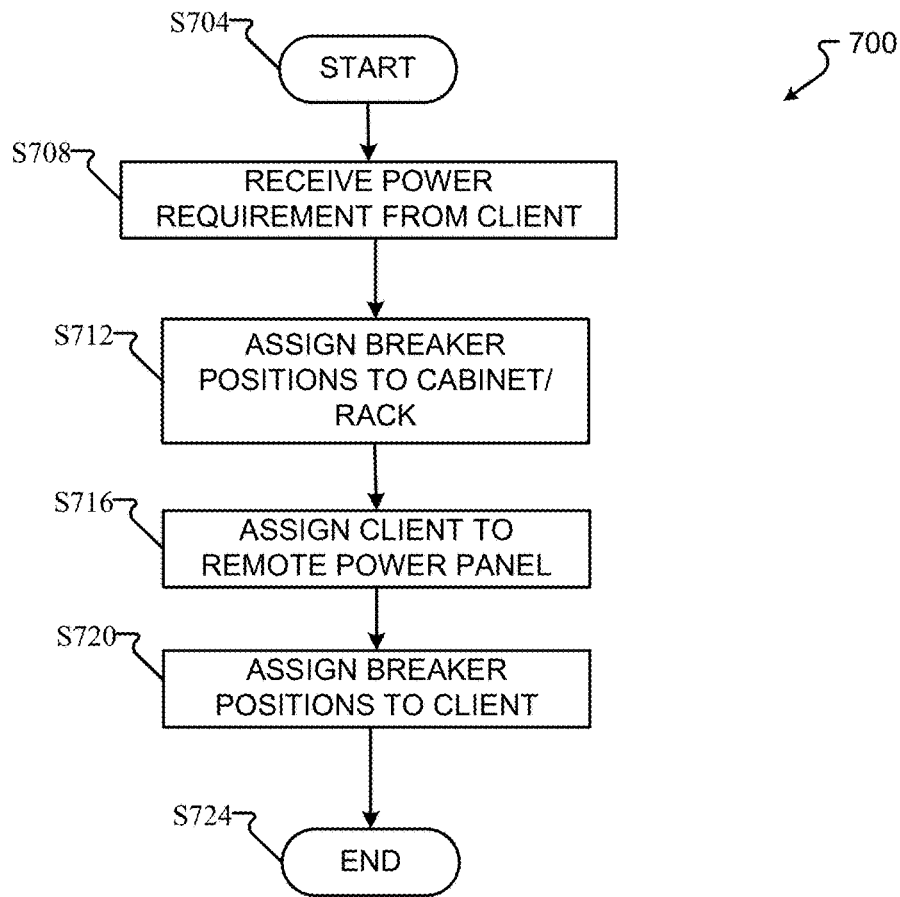 S704
START
700
S708
RECEIVE POWER
REQUIREMENT FROM CLIENT
S712
ASSIGN BREAKER
POSITIONS TO CABINET/
RACK
S716
ASSIGN CLIENT TO
REMOTE POWER PANEL
S720
ASSIGN BREAKER
POSITIONS TO CLIENT
S724
END